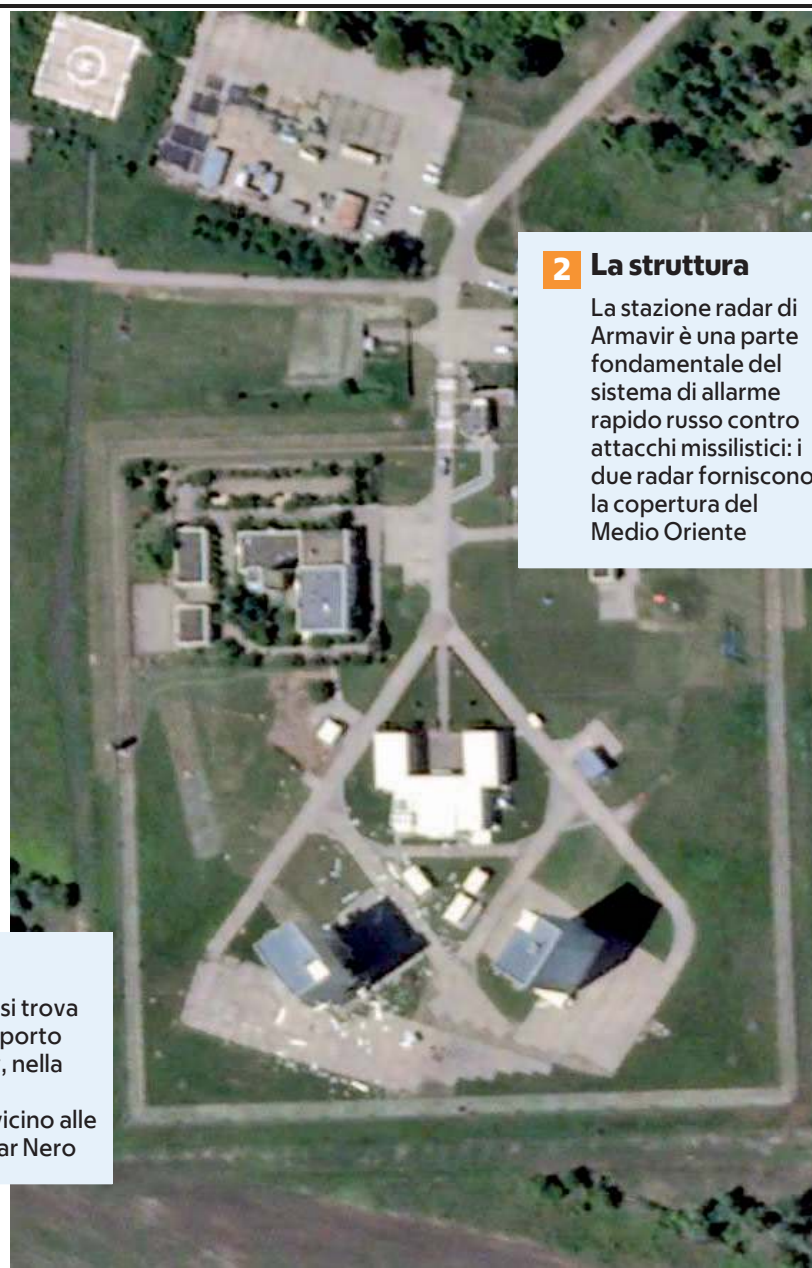 2 La struttura
La stazione radar di
Armavir è una parte
fondamentale del
sistema di allarme
rapido russo contro
attacchi missilistici: i
due radar forniscono
la copertura del
Medio Oriente
si trova
porto
, nella
vicino alle
ar Nero